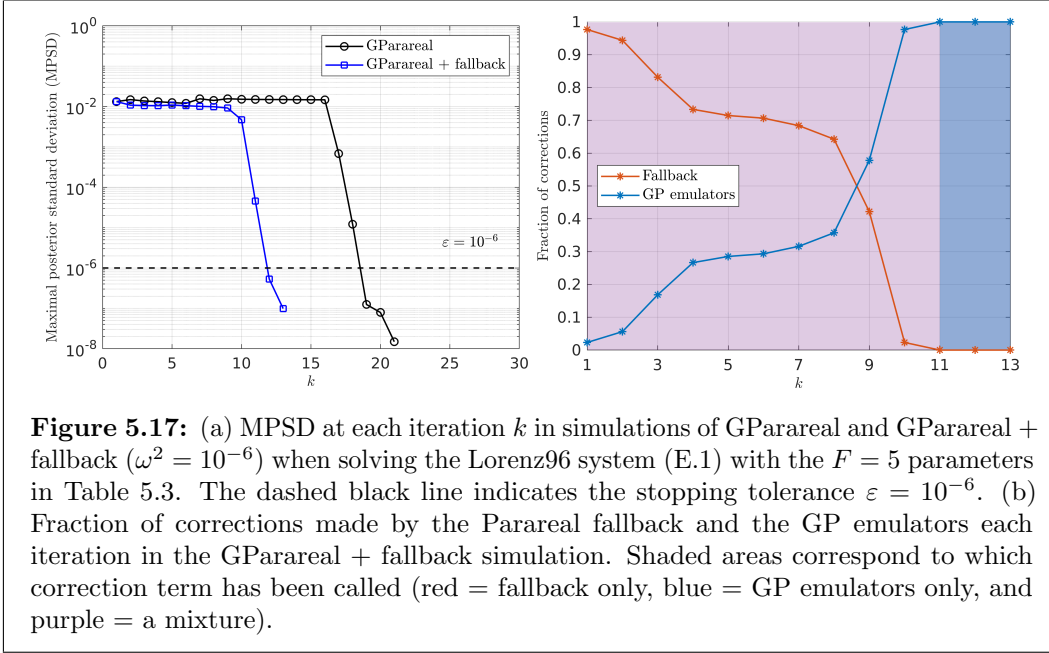 10^0
10^-2
10^-4
10^-6
10^-8
Maximal posterior standard deviation (MPSD)
GParareal
GParareal + fallback
ε = 10^-6
0 5 10 15 20 25 30
k
1
0.9
0.8
0.7
0.6
0.5
0.4
0.3
0.2
0.1
0
Fraction of corrections
Fallback
GP emulators
1 3 5 7 9 11 13
k
Figure 5.17: (a) MPSD at each iteration k in simulations of GParareal and GParareal +
fallback (ω² = 10^-6) when solving the Lorenz96 system (E.1) with the F = 5 parameters
in Table 5.3. The dashed black line indicates the stopping tolerance ε = 10^-6. (b)
Fraction of corrections made by the Parareal fallback and the GP emulators each
iteration in the GParareal + fallback simulation. Shaded areas correspond to which
correction term has been called (red = fallback only, blue = GP emulators only, and
purple = a mixture).